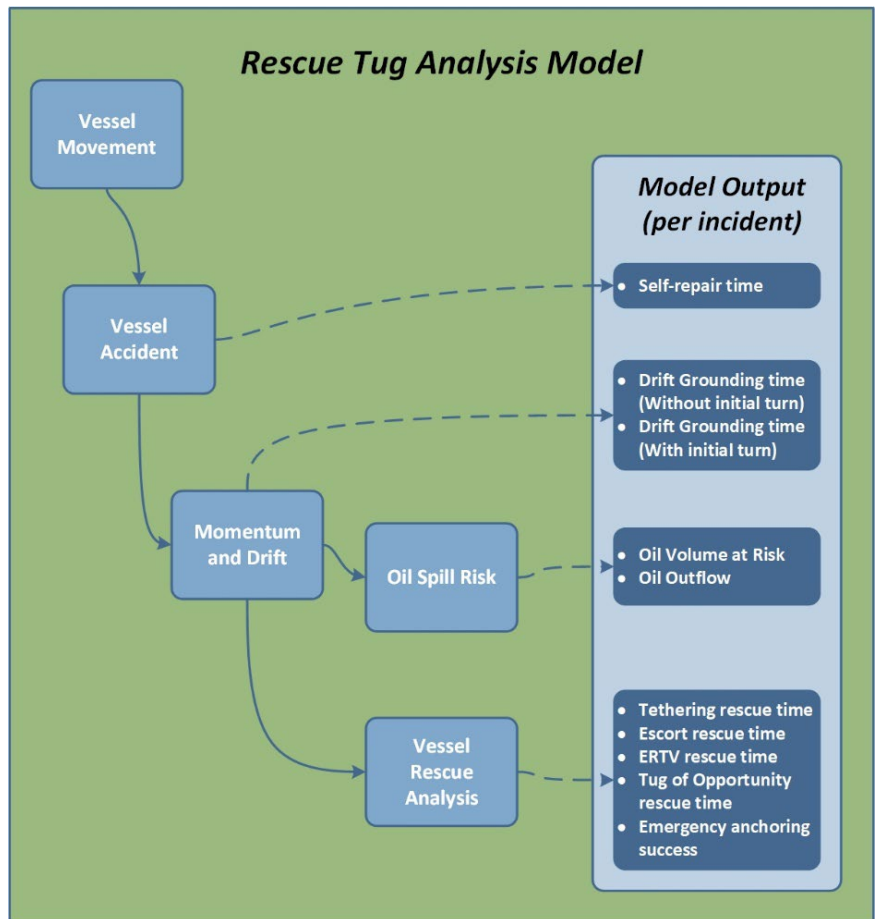 Rescue Tug Analysis Model
Vessel
Movement
Model Output
(per incident)
Vessel
Accident
• Self-repair time
• Drift Grounding time
(Without initial turn)
• Drift Grounding time
(With initial turn)
Momentum
and Drift
Oil Spill Risk
• Oil Volume at Risk
• Oil Outflow
Vessel
Rescue
Analysis
• Tethering rescue time
• Escort rescue time
• ERTV rescue time
• Tug of Opportunity
rescue time
• Emergency anchoring
success